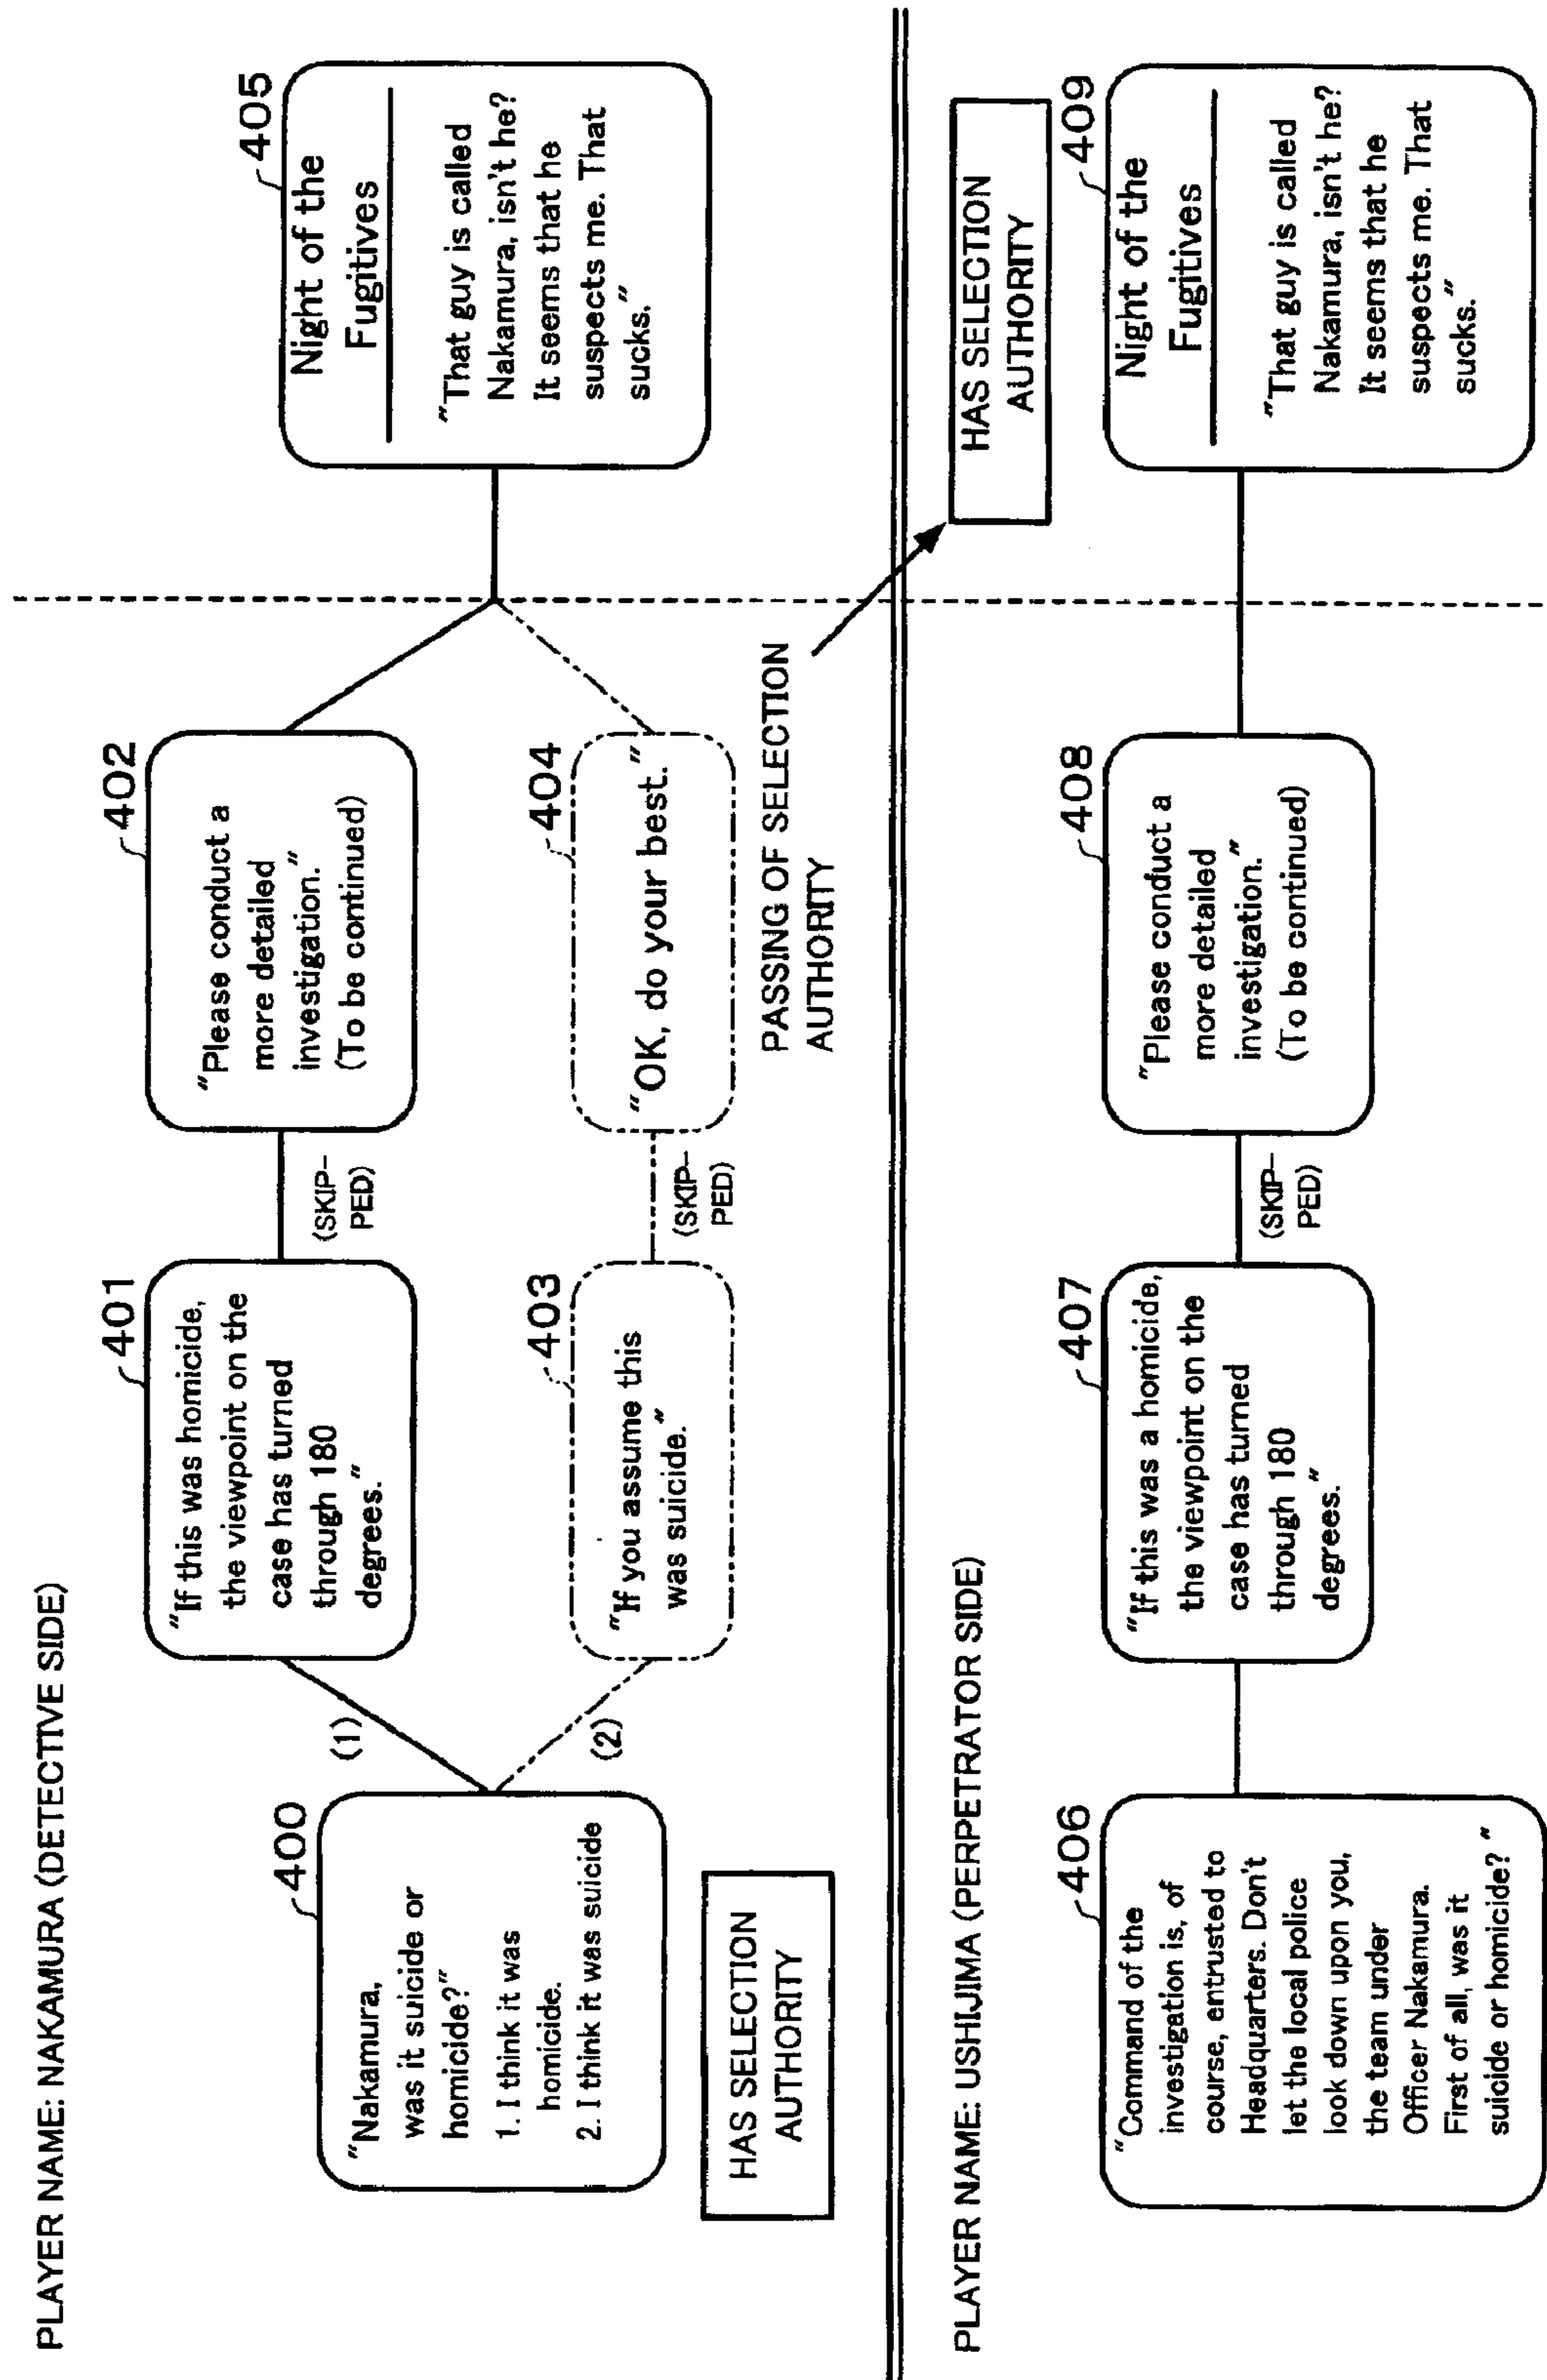 PLAYER NAME: NAKAMURA (DETECTIVE SIDE)
400
"Nakamura,
was it suicide or
homicide?"
1. I think it was
homicide.
2. I think it was suicide
HAS SELECTION
AUTHORITY
(1)
(2)
401
"If this was homicide,
the viewpoint on the
case has turned
through 180
degrees."
(SKIP-
PED)
402
"Please conduct a
more detailed
investigation."
(To be continued)
403
"If you assume this
was suicide."
(SKIP-
PED)
404
"OK, do your best."
PASSING OF SELECTION
AUTHORITY
405
Night of the
Fugitives
"That guy is called
Nakamura, isn't he?
It seems that he
suspects me. That
sucks."
PLAYER NAME: USHIJIMA (PERPETRATOR SIDE)
406
"Command of the
investigation is, of
course, entrusted to
Headquarters. Don't
let the local police
look down upon you,
the team under
Officer Nakamura.
First of all, was it
suicide or homicide? "
407
"If this was a homicide,
the viewpoint on the
case has turned
through 180
degrees."
(SKIP-
PED)
408
"Please conduct a
more detailed
investigation."
(To be continued)
HAS SELECTION
AUTHORITY
409
Night of the
Fugitives
"That guy is called
Nakamura, isn't he?
It seems that he
suspects me. That
sucks."